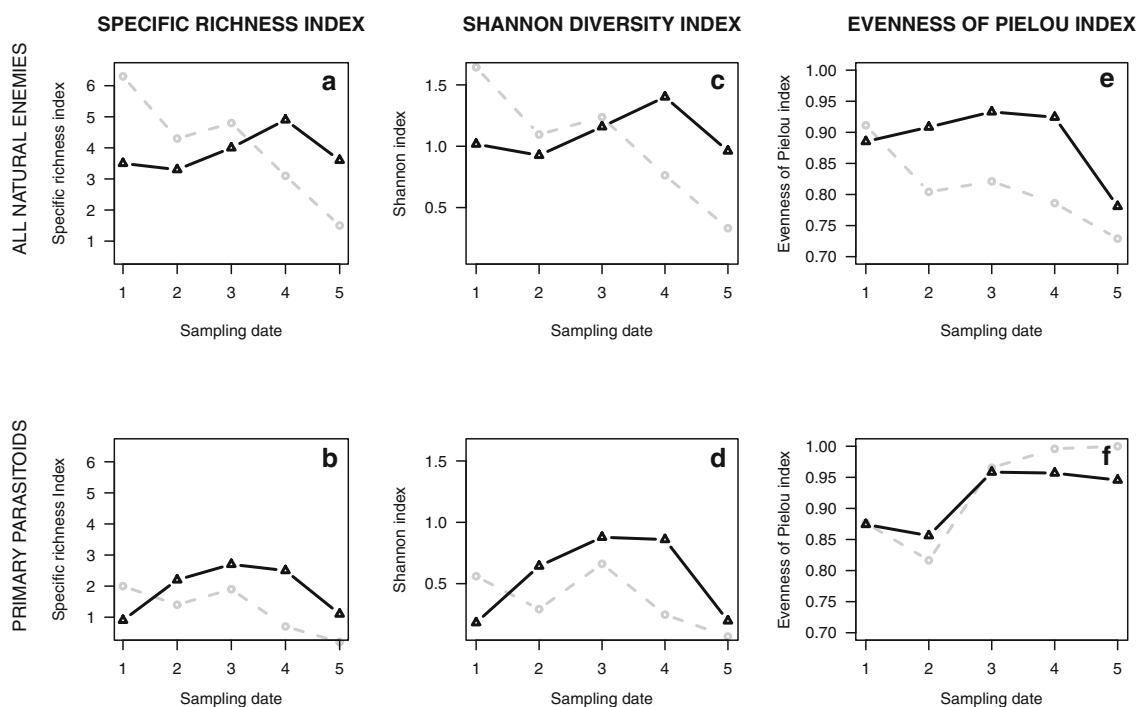 SPECIFIC RICHNESS INDEX
SHANNON DIVERSITY INDEX
EVENNESS OF PIELOU INDEX
ALL NATURAL ENEMIES
Specific richness index
6
5
4
3
2
1
a
1 2 3 4 5
Sampling date
Shannon index
1.5
1.0
0.5
c
1 2 3 4 5
Sampling date
Evenness of Pielou index
1.00
0.95
0.90
0.85
0.80
0.75
0.70
e
1 2 3 4 5
Sampling date
PRIMARY PARASITOIDS
Specific richness Index
6
5
4
3
2
1
b
1 2 3 4 5
Sampling date
Shannon index
1.5
1.0
0.5
d
1 2 3 4 5
Sampling date
Evenness of Pielou index
1.00
0.95
0.90
0.85
0.80
0.75
0.70
f
1 2 3 4 5
Sampling date